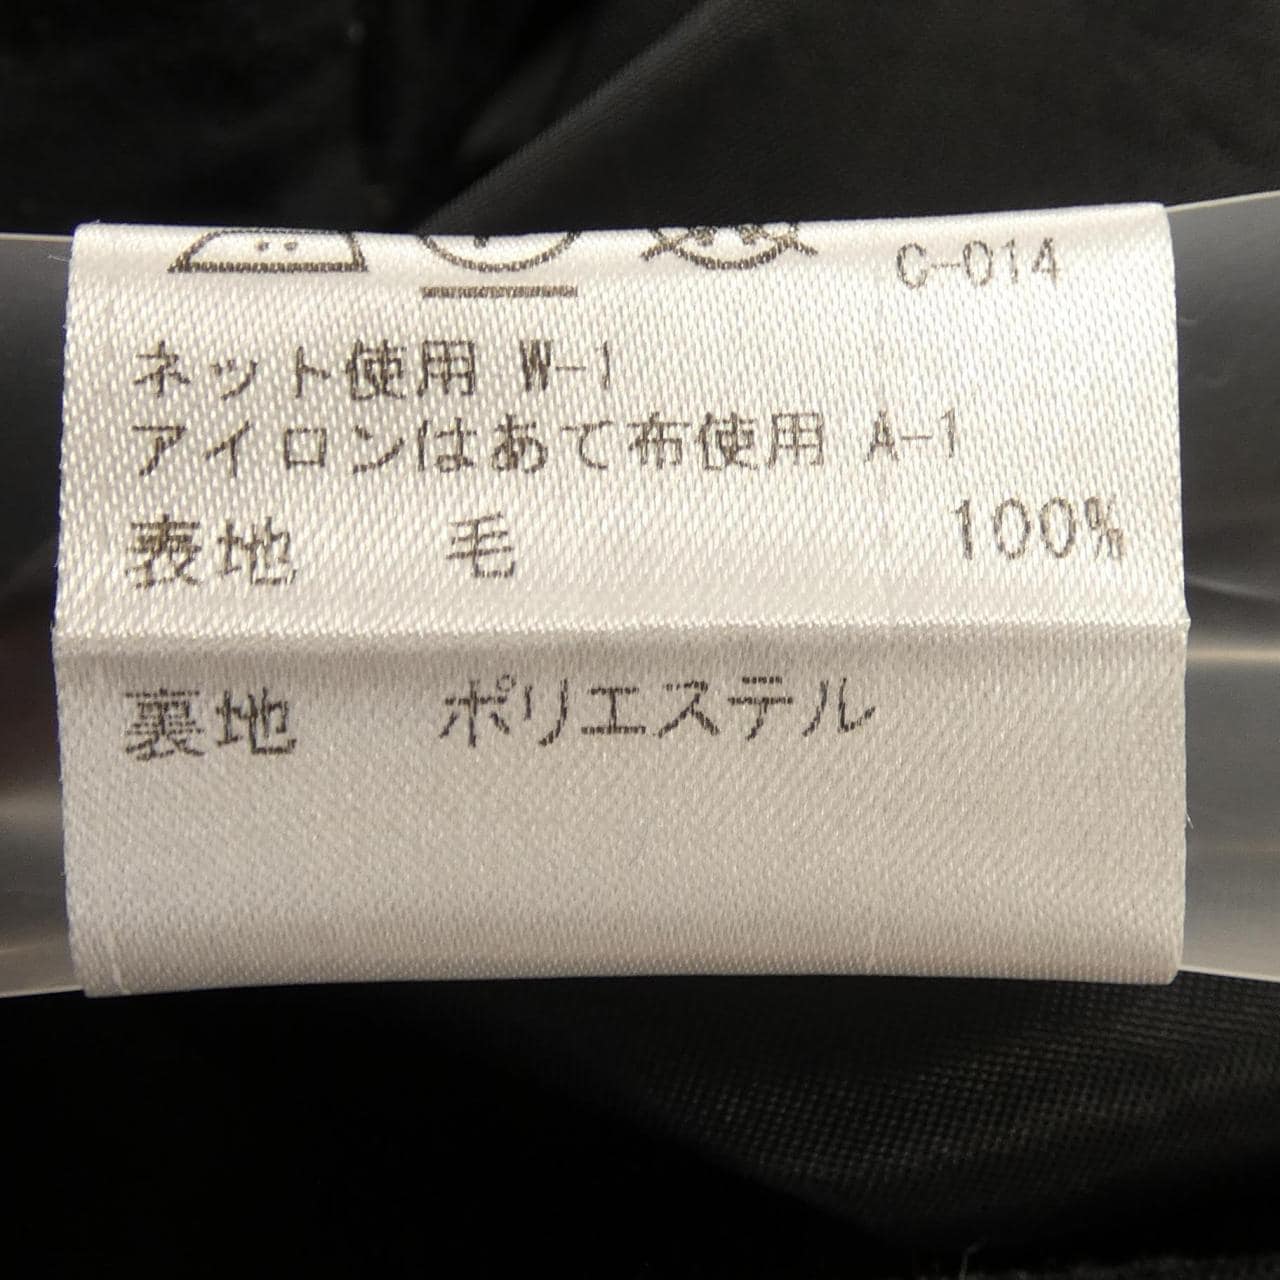 C-014
ネット使用 W-1
アイロンはあて布使用 A-1
表地 毛 100%
裏地 ポリエステル